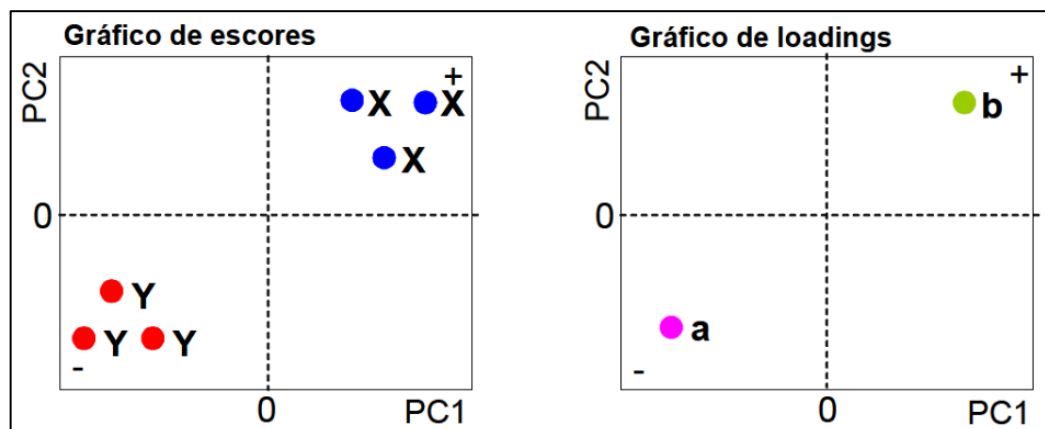 Gráfico de escores
PC2
+
X X
X
0
Y
Y Y
-
0 PC1
Gráfico de loadings
PC2
+
b
0
a
-
0 PC1